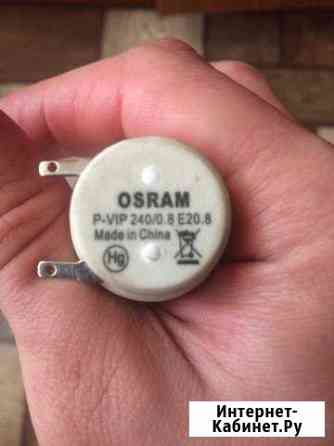 OSRAM
P-VIP 240/0.8 E20.8
Made in China
Hg
Интернет-
Кабинет.Ру